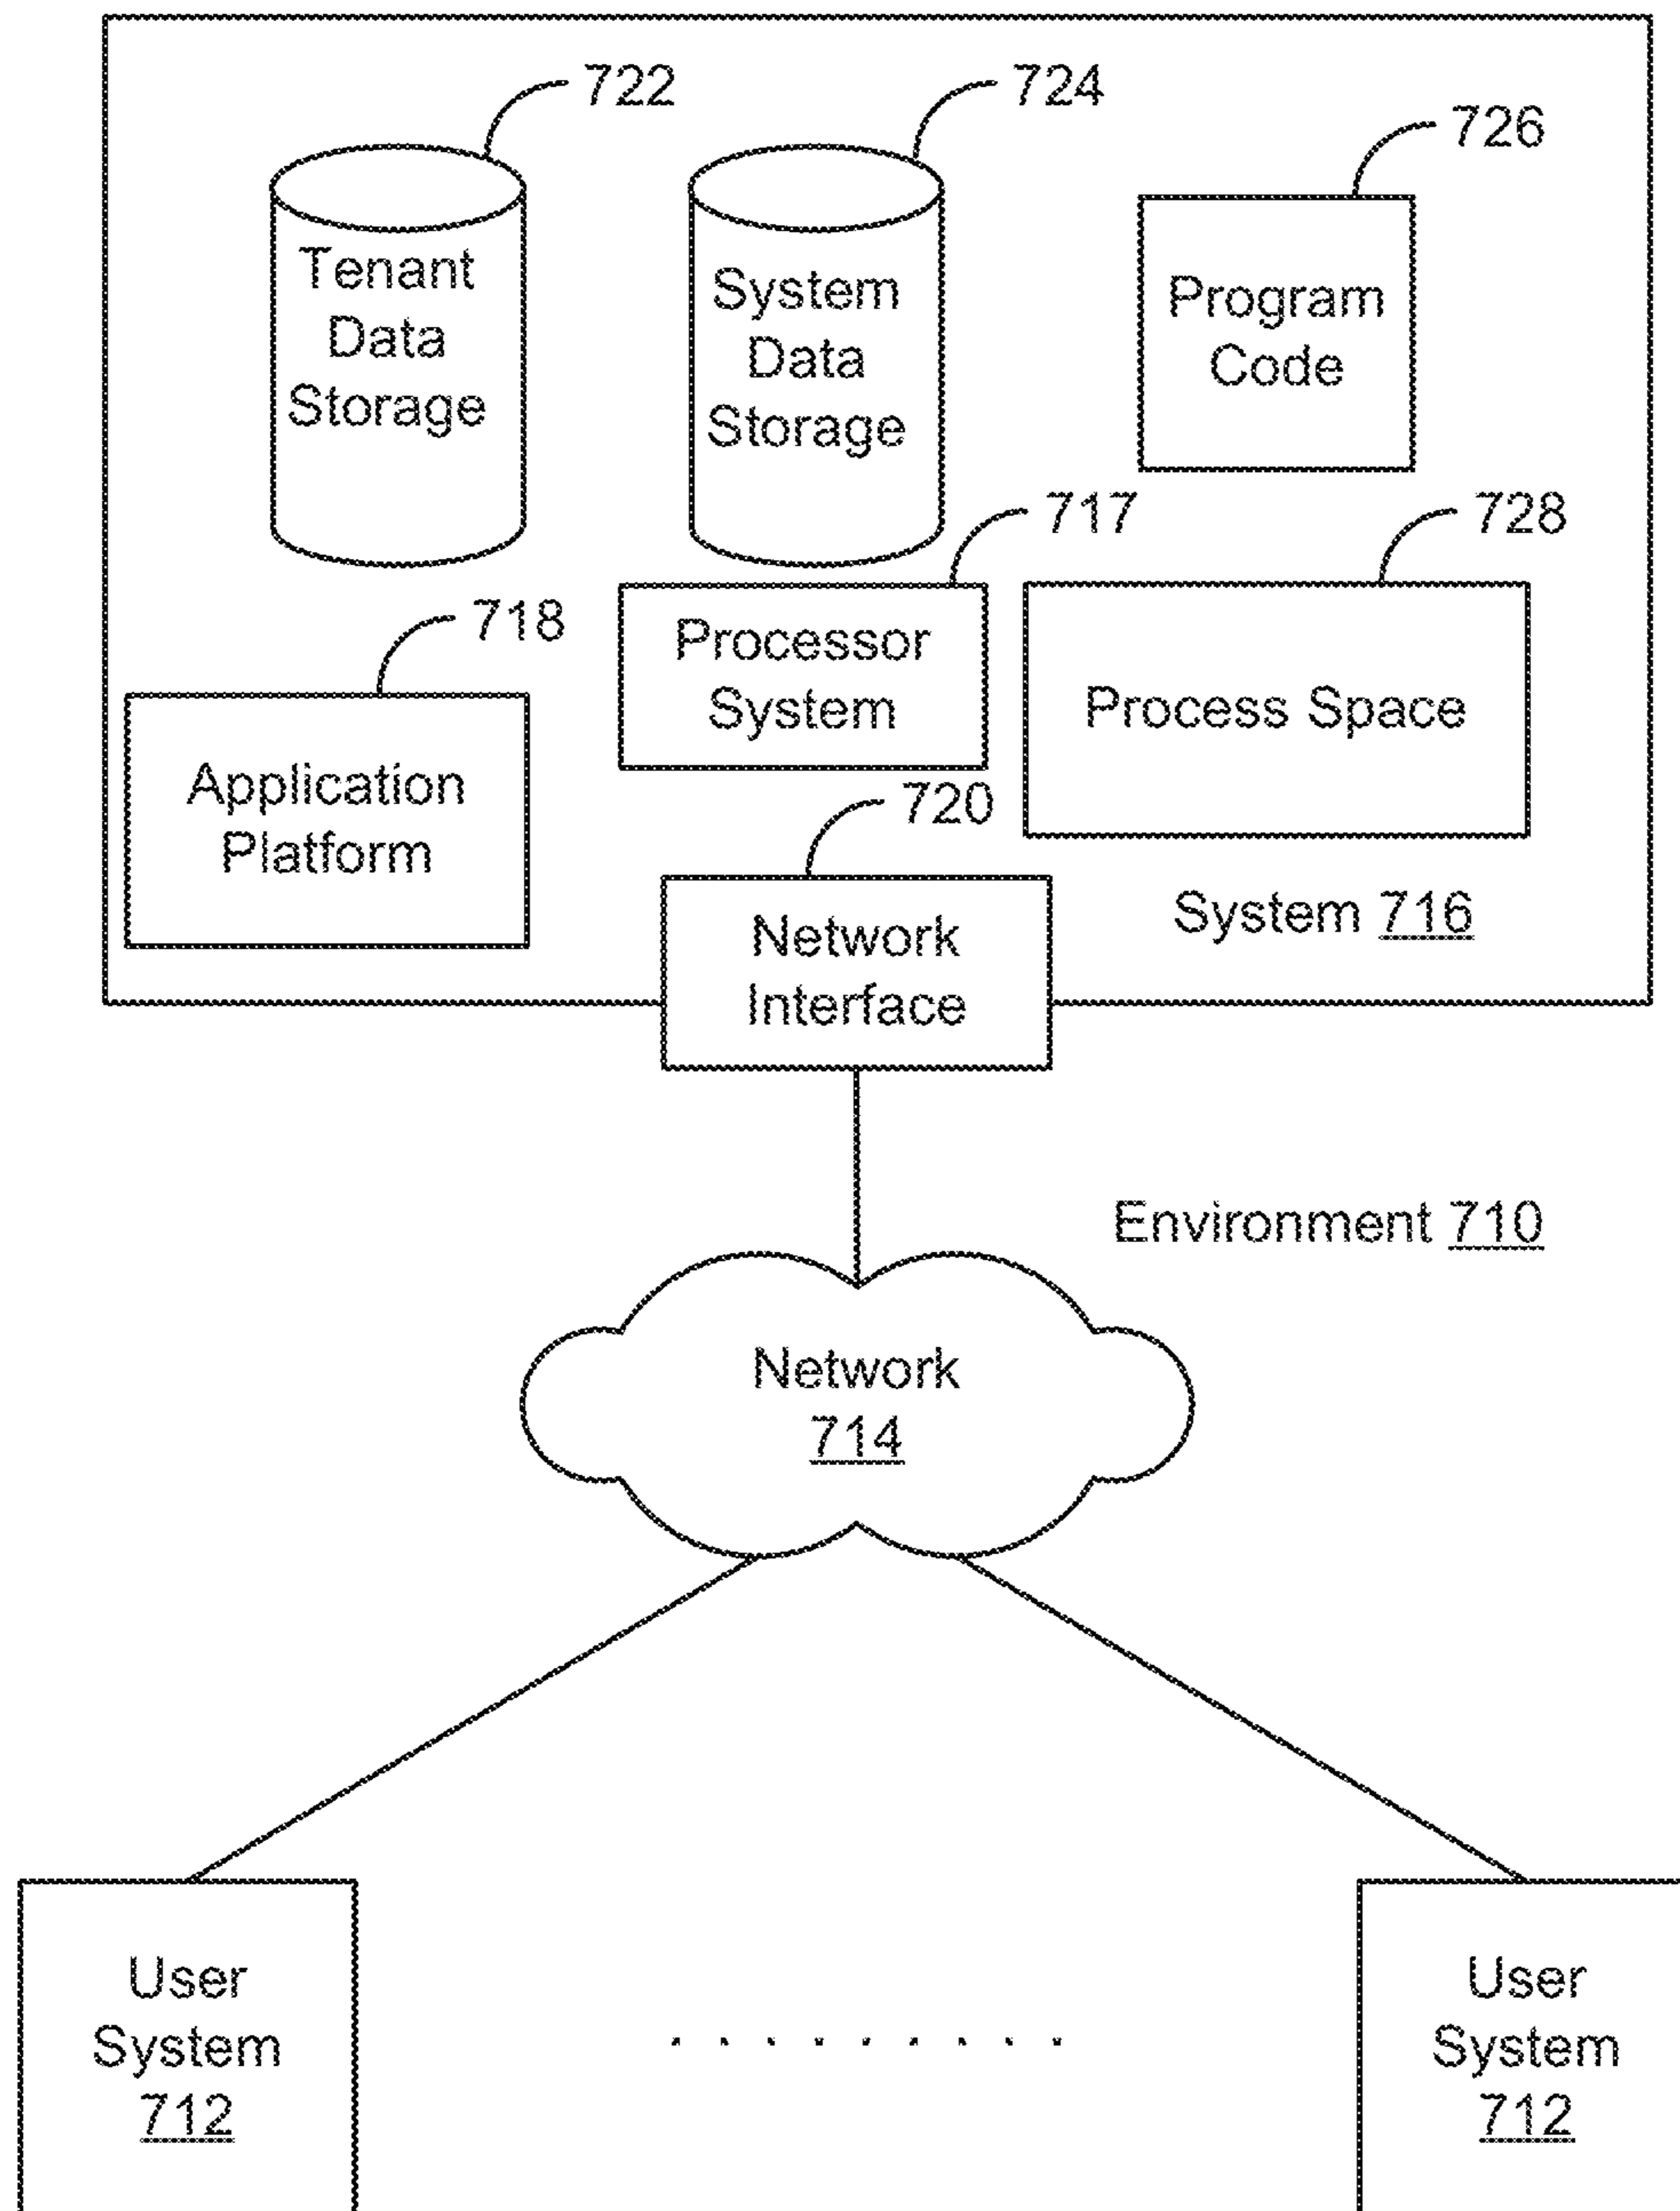 722
724
726
Tenant
Data
Storage
System
Data
Storage
Program
Code
717
728
718
Processor
System
Process Space
Application
Platform
720
Network
Interface
System 716
Environment 710
Network
714
User
System
712
User
System
712